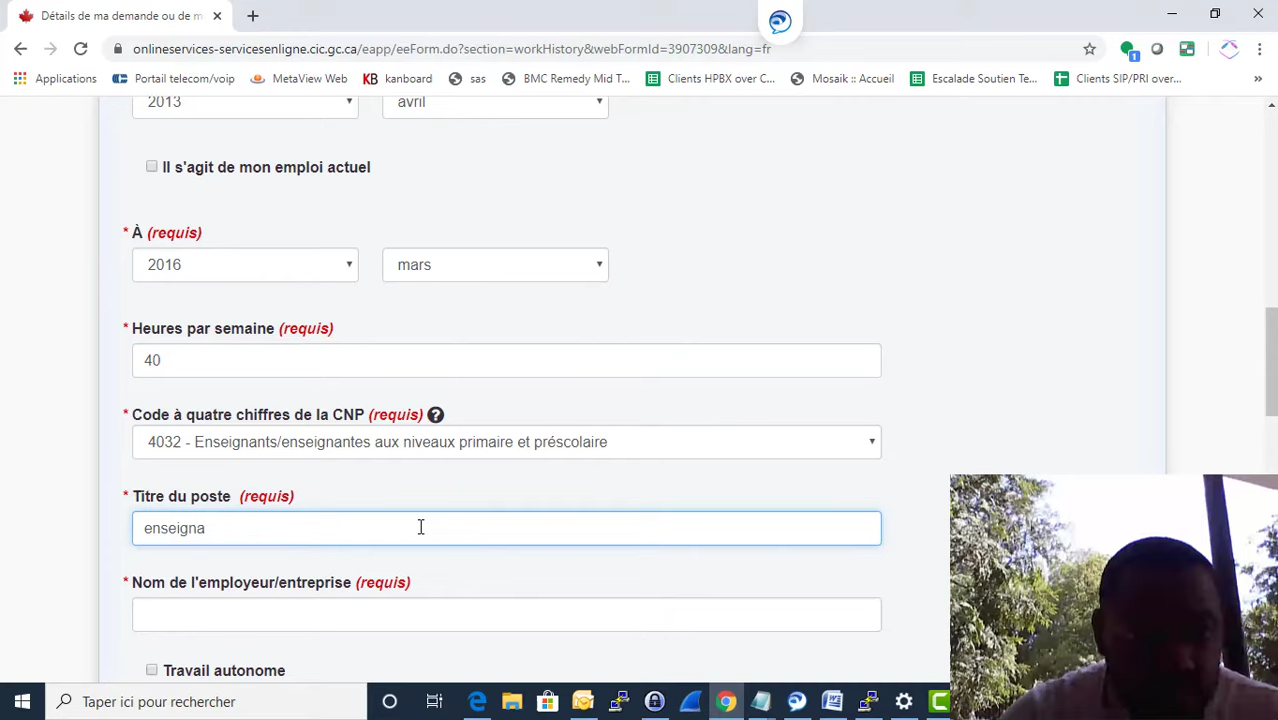 Détails de ma demande ou de m
onlineservices-servicesenligne.cic.gc.ca/eapp/eeForm.do?section=workHistory&webFormId=3907309&lang=fr
1
Applications
Portail telecom/voip
MetaView Web
KB kanboard
sas
BMC Remedy Mid T...
Clients HPBX over C...
Mosaik :: Accueil
Escalade Soutien Te...
Clients SIP/PRI over...
»
2013 avril
Il s'agit de mon emploi actuel
* À (requis)
2016 mars
* Heures par semaine (requis)
40
* Code à quatre chiffres de la CNP (requis) ?
4032 - Enseignants/enseignantes aux niveaux primaire et préscolaire
* Titre du poste (requis)
enseigna
* Nom de l'employeur/entreprise (requis)
Travail autonome
Taper ici pour rechercher